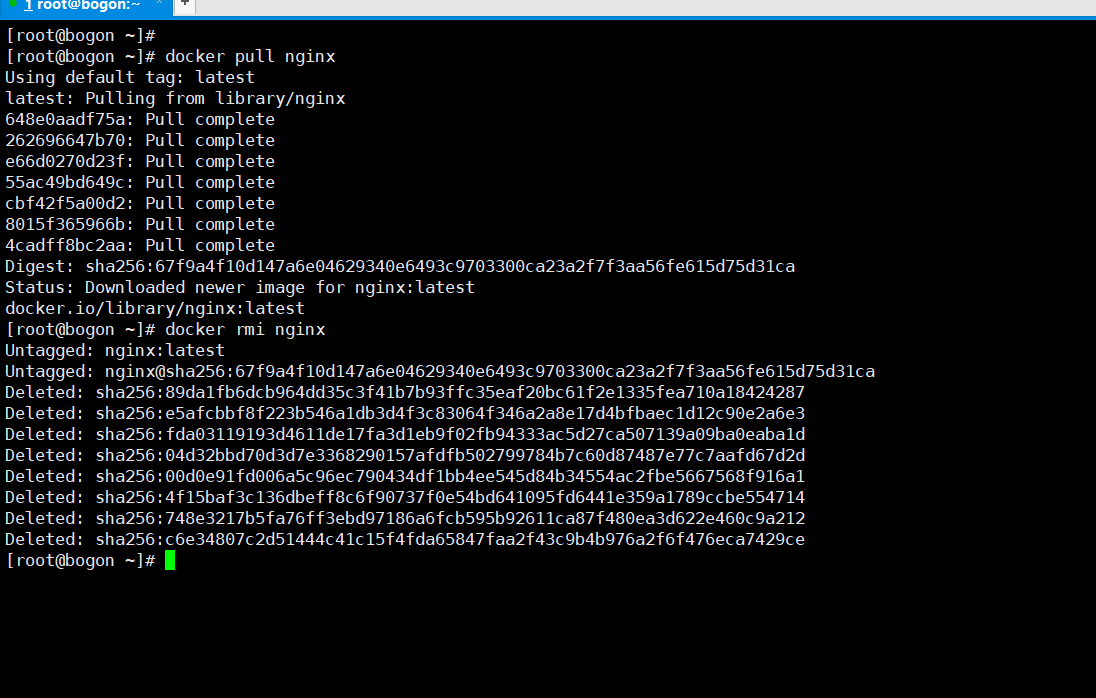 1 root@bogon:~
[root@bogon ~]#
[root@bogon ~]# docker pull nginx
Using default tag: latest
latest: Pulling from library/nginx
648e0aadf75a: Pull complete
262696647b70: Pull complete
e66d0270d23f: Pull complete
55ac49bd649c: Pull complete
cbf42f5a00d2: Pull complete
8015f365966b: Pull complete
4cadff8bc2aa: Pull complete
Digest: sha256:67f9a4f10d147a6e04629340e6493c9703300ca23a2f7f3aa56fe615d75d31ca
Status: Downloaded newer image for nginx:latest
docker.io/library/nginx:latest
[root@bogon ~]# docker rmi nginx
Untagged: nginx:latest
Untagged: nginx@sha256:67f9a4f10d147a6e04629340e6493c9703300ca23a2f7f3aa56fe615d75d31ca
Deleted: sha256:89da1fb6dcb964dd35c3f41b7b93ffc35eaf20bc61f2e1335fea710a18424287
Deleted: sha256:e5afcbbf8f223b546a1db3d4f3c83064f346a2a8e17d4bfbaec1d12c90e2a6e3
Deleted: sha256:fda03119193d4611de17fa3d1eb9f02fb94333ac5d27ca507139a09ba0eaba1d
Deleted: sha256:04d32bbd70d3d7e3368290157afdfb502799784b7c60d87487e77c7aafd67d2d
Deleted: sha256:00d0e91fd006a5c96ec790434df1bb4ee545d84b34554ac2fbe5667568f916a1
Deleted: sha256:4f15baf3c136dbeff8c6f90737f0e54bd641095fd6441e359a1789ccbe554714
Deleted: sha256:748e3217b5fa76ff3ebd97186a6fcb595b92611ca87f480ea3d622e460c9a212
Deleted: sha256:c6e34807c2d51444c41c15f4fda65847faa2f43c9b4b976a2f6f476eca7429ce
[root@bogon ~]#